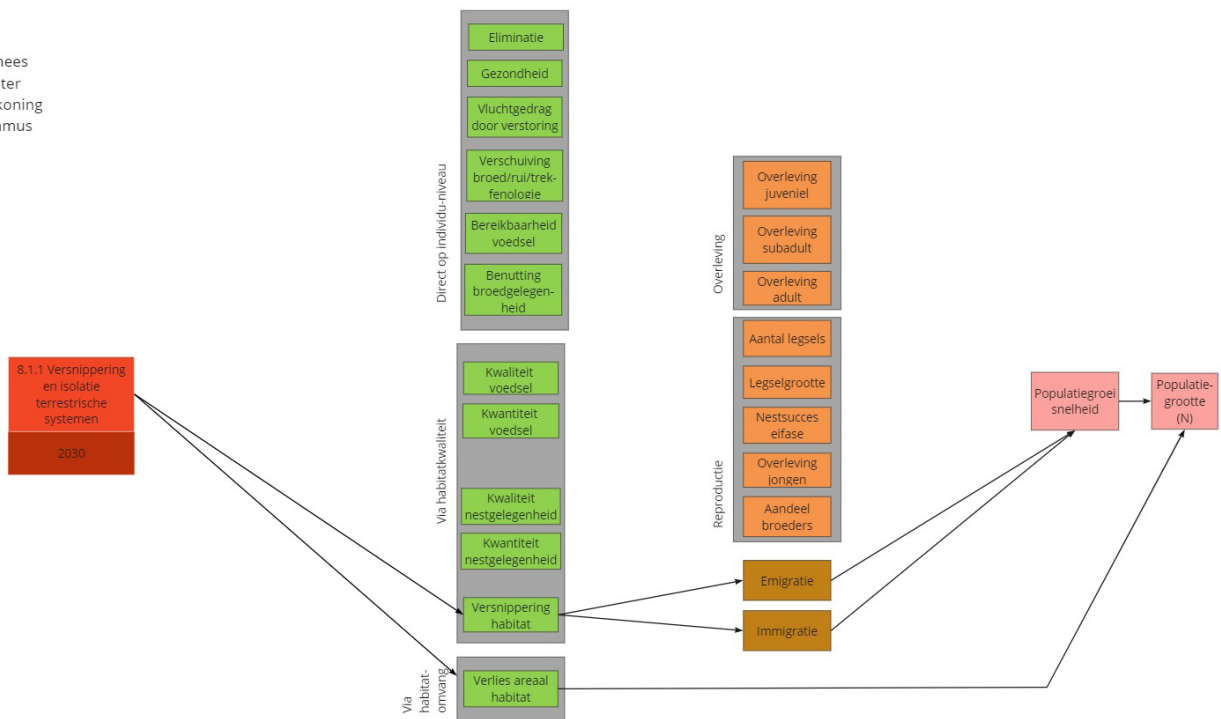 nees
ter
koning
amus
Eliminatie
Gezondheid
Vluchtgedrag
door verstoring
Verschuiving
broed/rui/trek-
fenologie
Bereikbaarheid
voedsel
Benutting
broedgelegen-
heid
Direct op individu-niveau
Kwaliteit
voedsel
Kwantiteit
voedsel
Kwaliteit
nestgelegenheid
Kwantiteit
nestgelegenheid
Versnippering
habitat
Via habitatkwaliteit
Verlies areaal
habitat
Via
habitat-
omvang
8.1.1 Versnippering
en isolatie
terrestrische
systemen
2030
Overleving
juveniel
Overleving
subadult
Overleving
adult
Overleving
Aantal legsels
Legselgrootte
Nestsucces
eifase
Overleving
jongen
Aandeel
broeders
Reproductie
Emigratie
Immigratie
Populatiegroei
snelheid
Populatie-
grootte
(N)